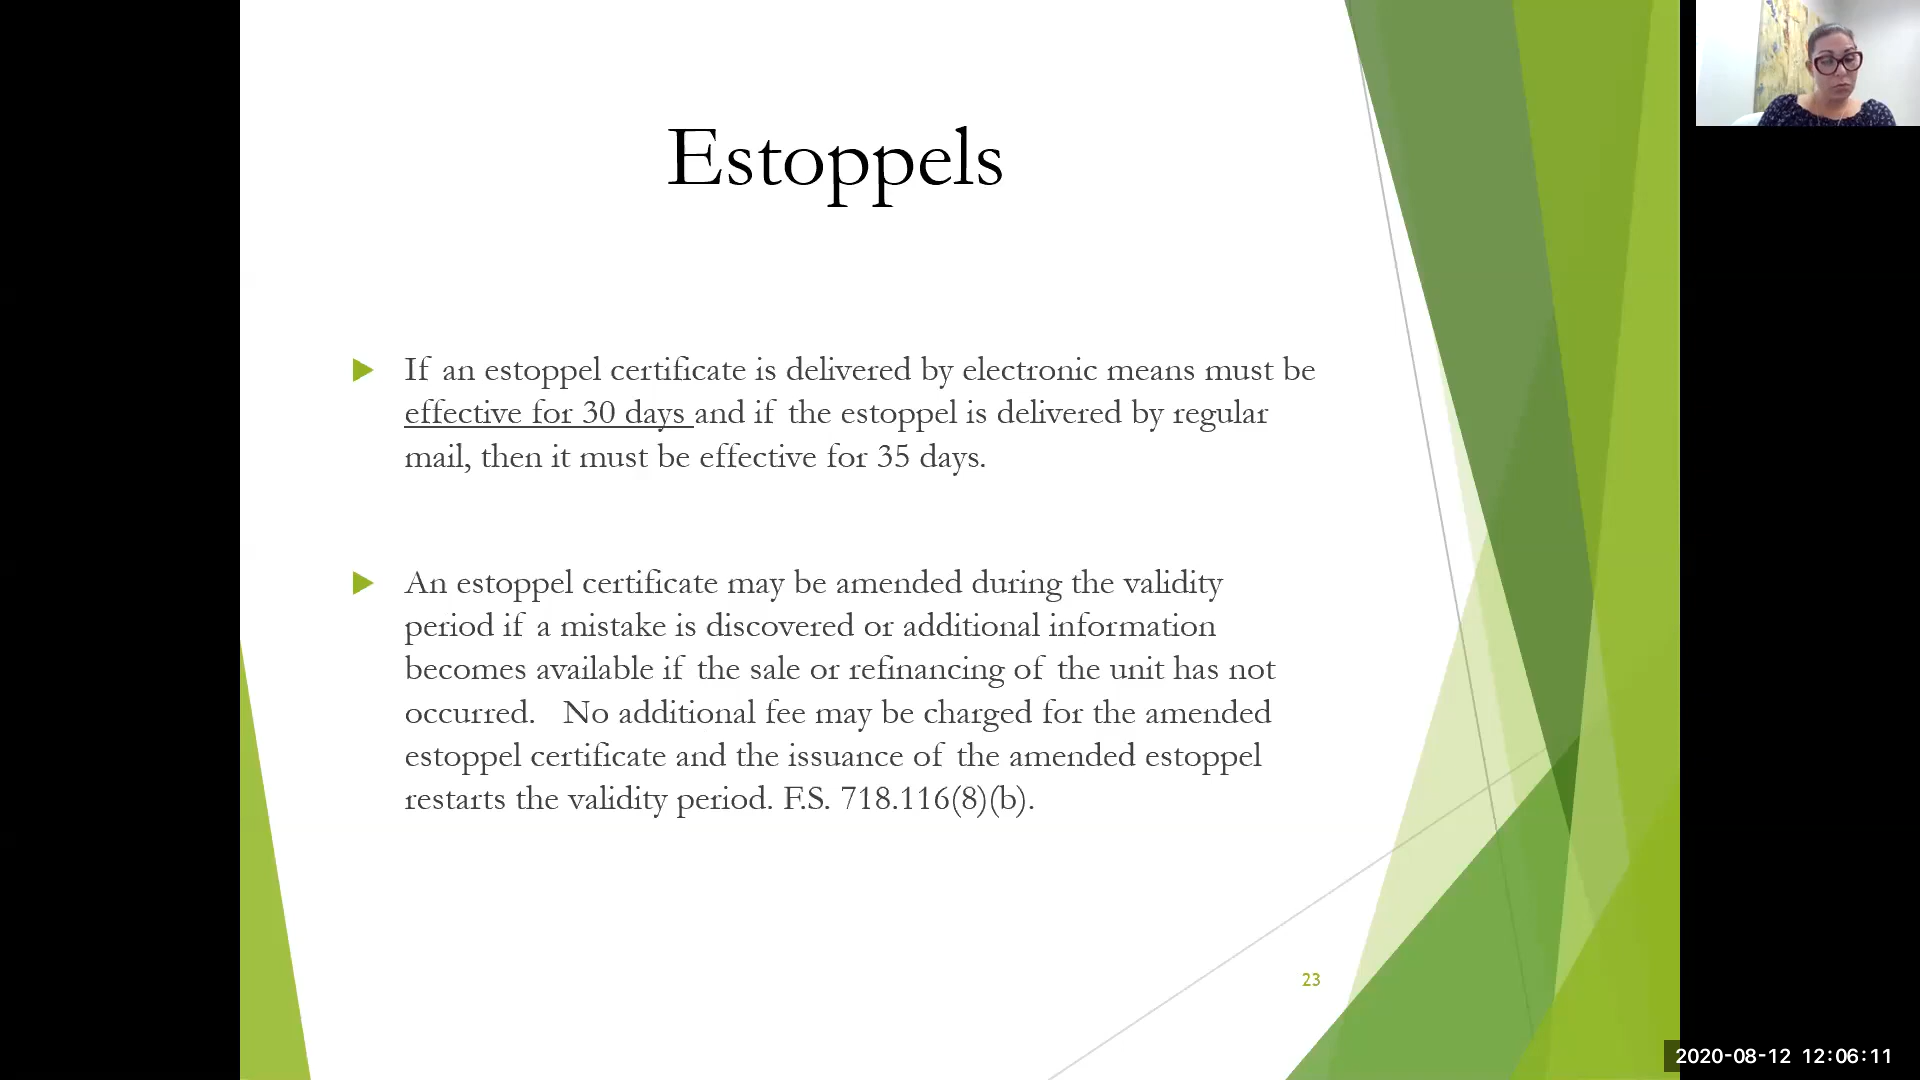 Estoppels
If an estoppel certificate is delivered by electronic means must be
effective for 30 days and if the estoppel is delivered by regular
mail, then it must be effective for 35 days.
An estoppel certificate may be amended during the validity
period if a mistake is discovered or additional information
becomes available if the sale or refinancing of the unit has not
occurred. No additional fee may be charged for the amended
estoppel certificate and the issuance of the amended estoppel
restarts the validity period. F.S. 718.116(8)(b).
23
2020-08-12 12:06:11